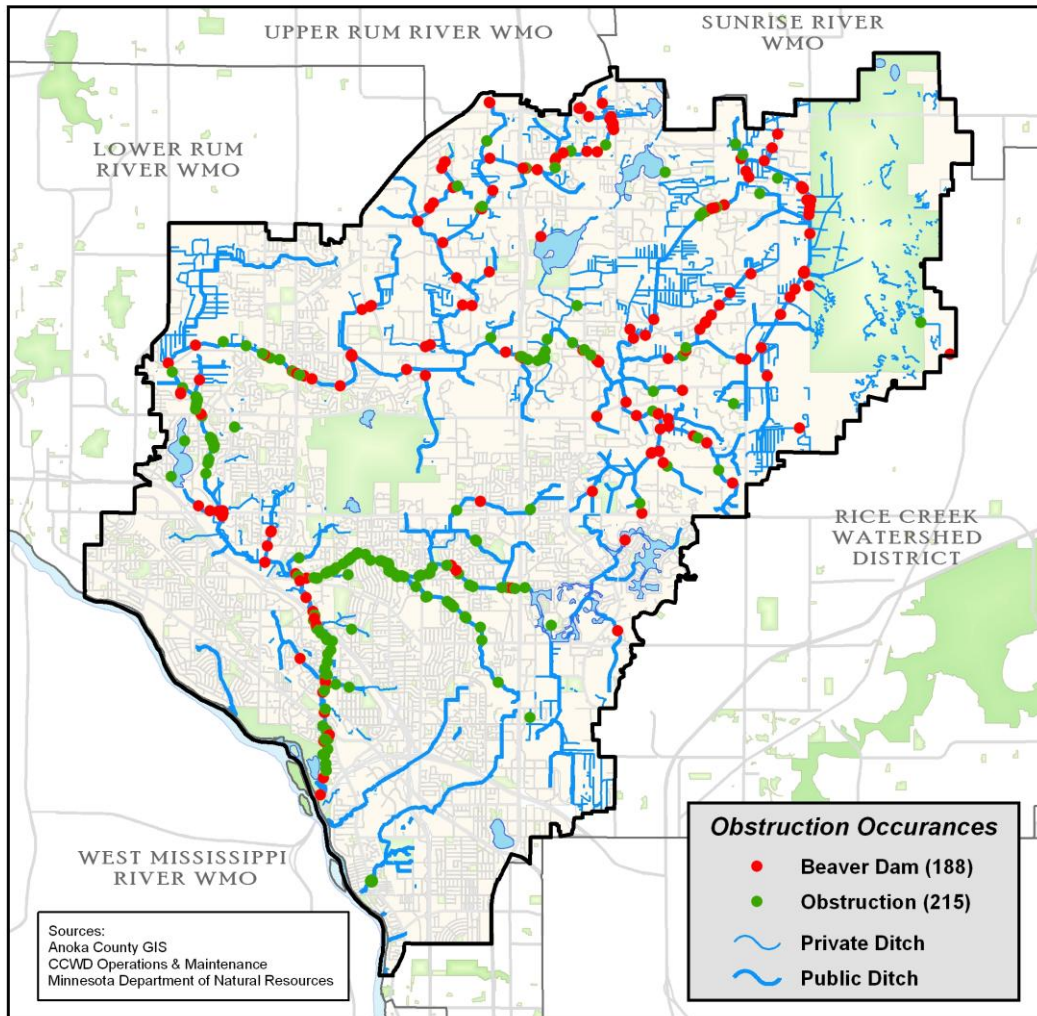 UPPER RUM RIVER WMO
SUNRISE RIVER
WMO
LOWER RUM
RIVER WMO
RICE CREEK
WATERSHED
DISTRICT
WEST MISSISSIPPI
RIVER WMO
Obstruction Occurances
Beaver Dam (188)
Obstruction (215)
Private Ditch
Public Ditch
Sources:
Anoka County GIS
CCWD Operations & Maintenance
Minnesota Department of Natural Resources